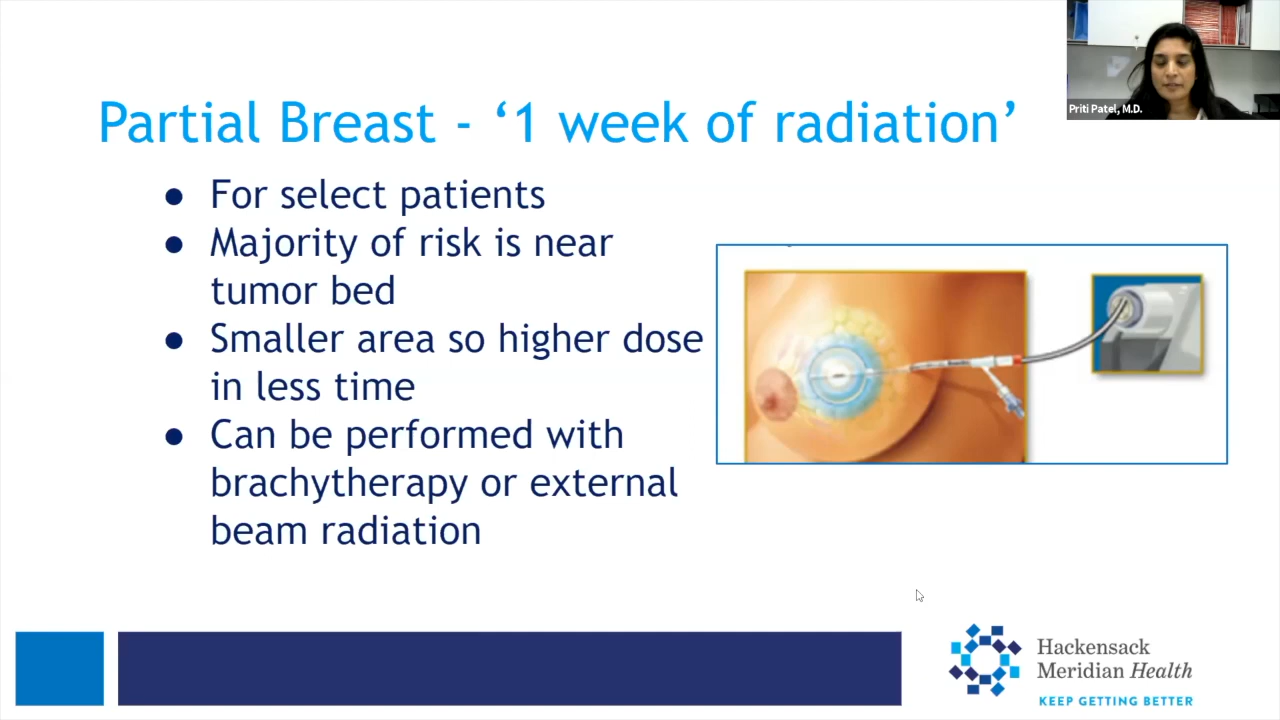 Priti Patel, M.D.
Partial Breast - ‘1 week of radiation’
● For select patients
● Majority of risk is near
tumor bed
● Smaller area so higher dose
in less time
● Can be performed with
brachytherapy or external
beam radiation
Hackensack
Meridian Health
KEEP GETTING BETTER